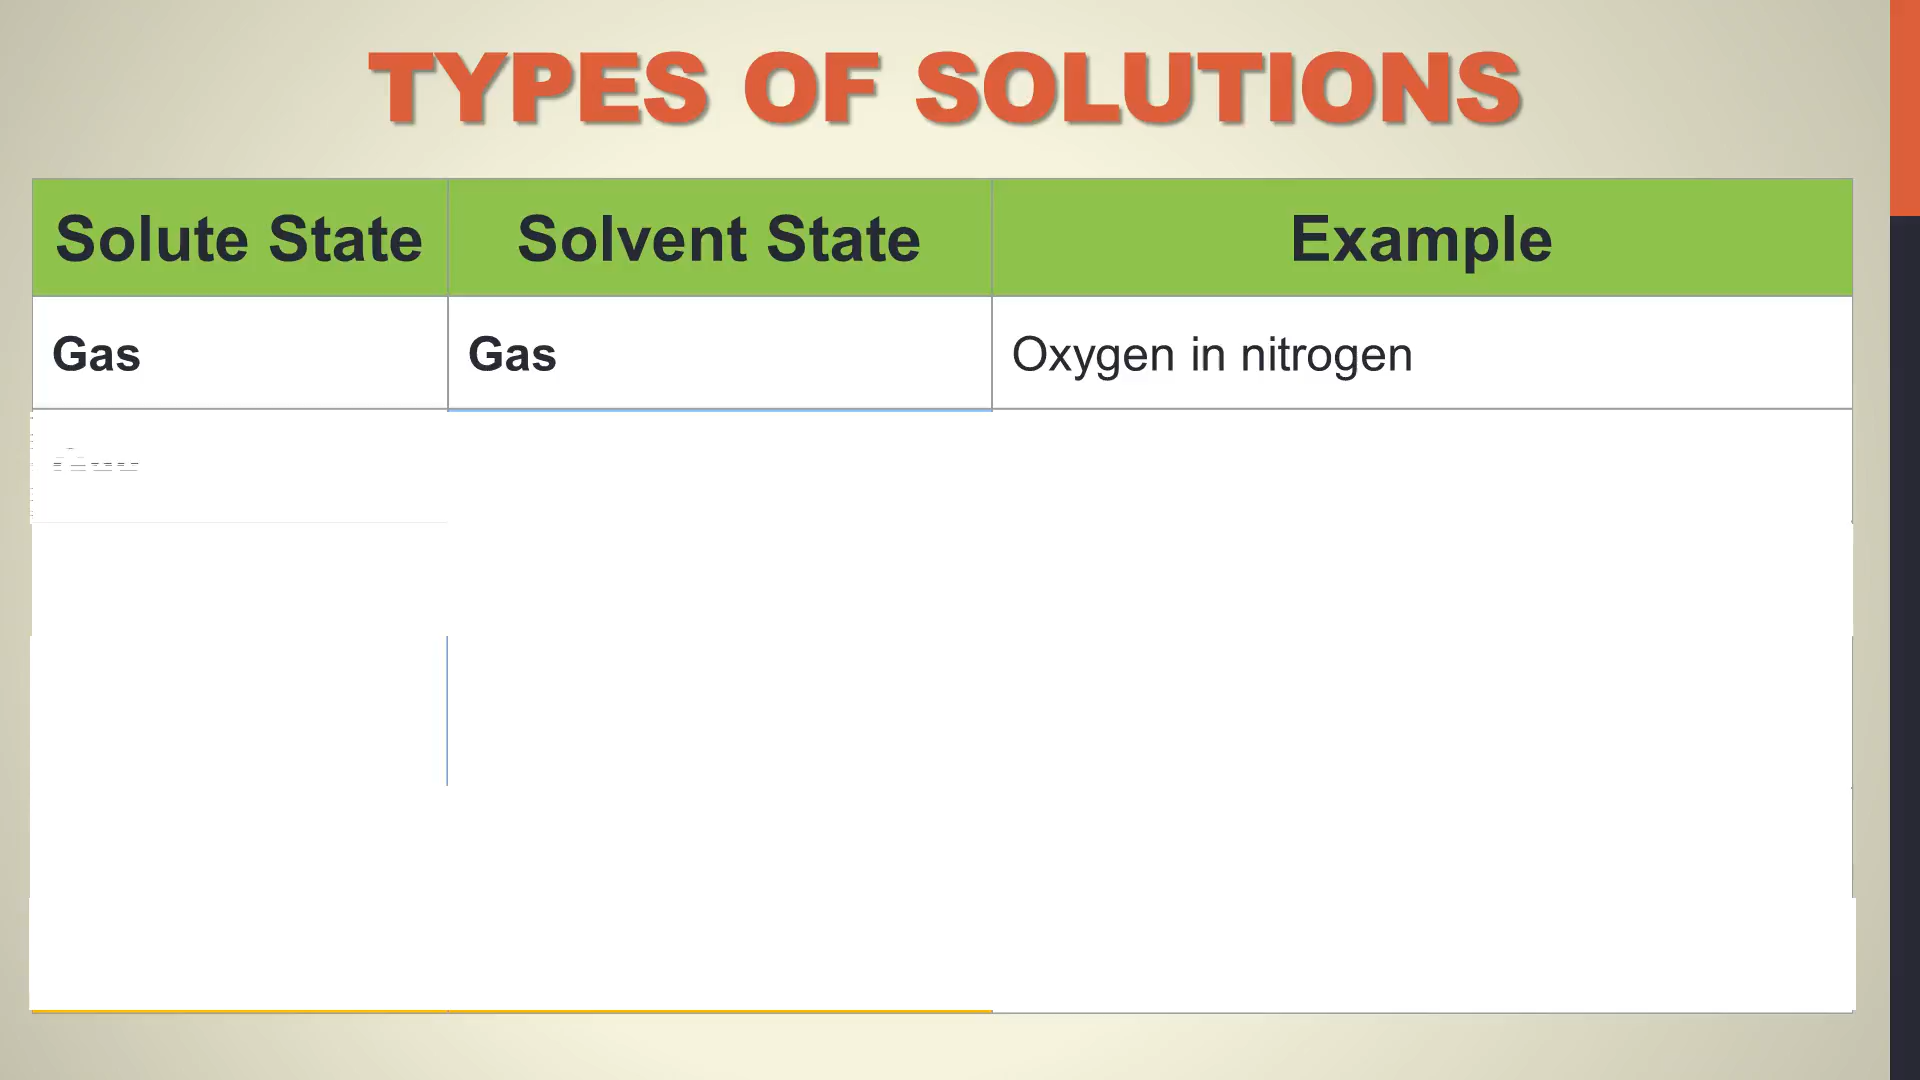 TYPES OF SOLUTIONS
Solute State Solvent State Example
Gas Gas Oxygen in nitrogen